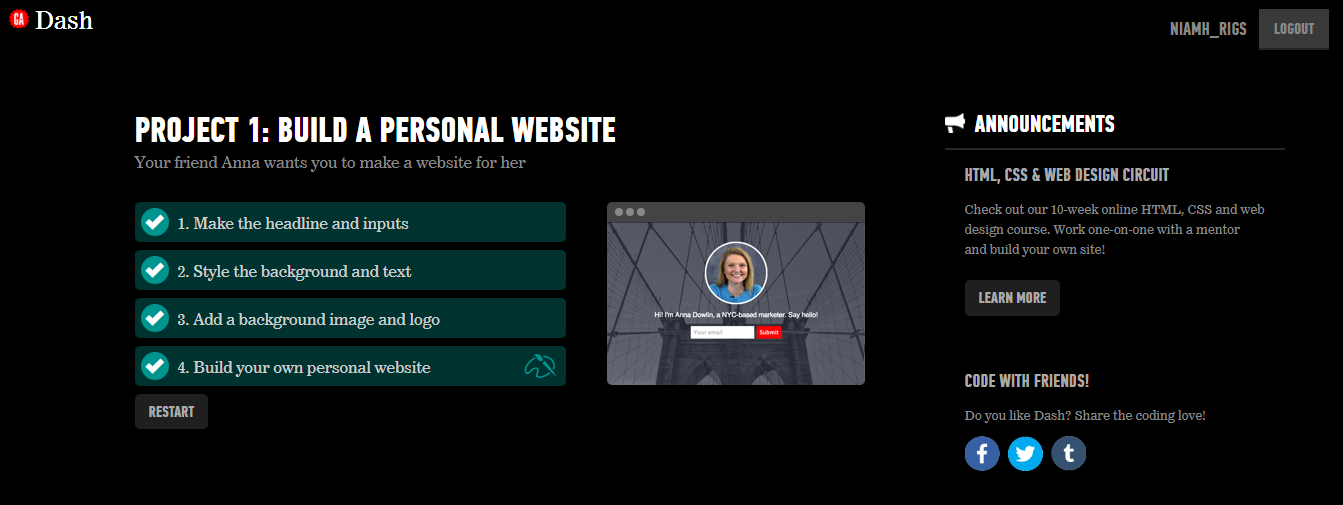 GA Dash
NIAMH_RIGS
LOGOUT
PROJECT 1: BUILD A PERSONAL WEBSITE
Your friend Anna wants you to make a website for her
1. Make the headline and inputs
2. Style the background and text
3. Add a background image and logo
4. Build your own personal website
RESTART
Hi! I'm Anna Dowlin, a NYC-based marketer. Say hello!
Your email
Submit
ANNOUNCEMENTS
HTML, CSS & WEB DESIGN CIRCUIT
Check out our 10-week online HTML, CSS and web
design course. Work one-on-one with a mentor
and build your own site!
LEARN MORE
CODE WITH FRIENDS!
Do you like Dash? Share the coding love!